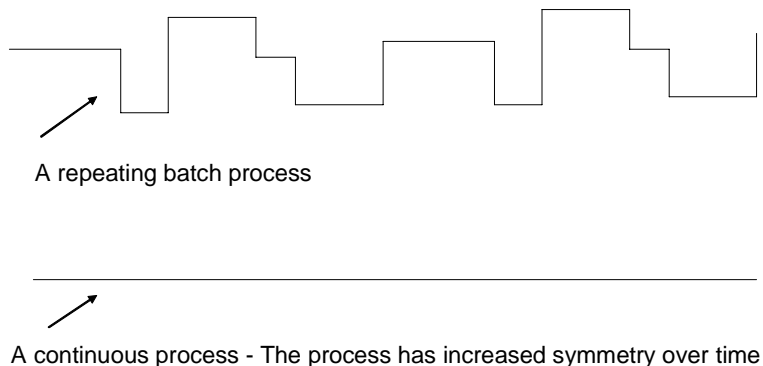 A repeating batch process
A continuous process - The process has increased symmetry over time